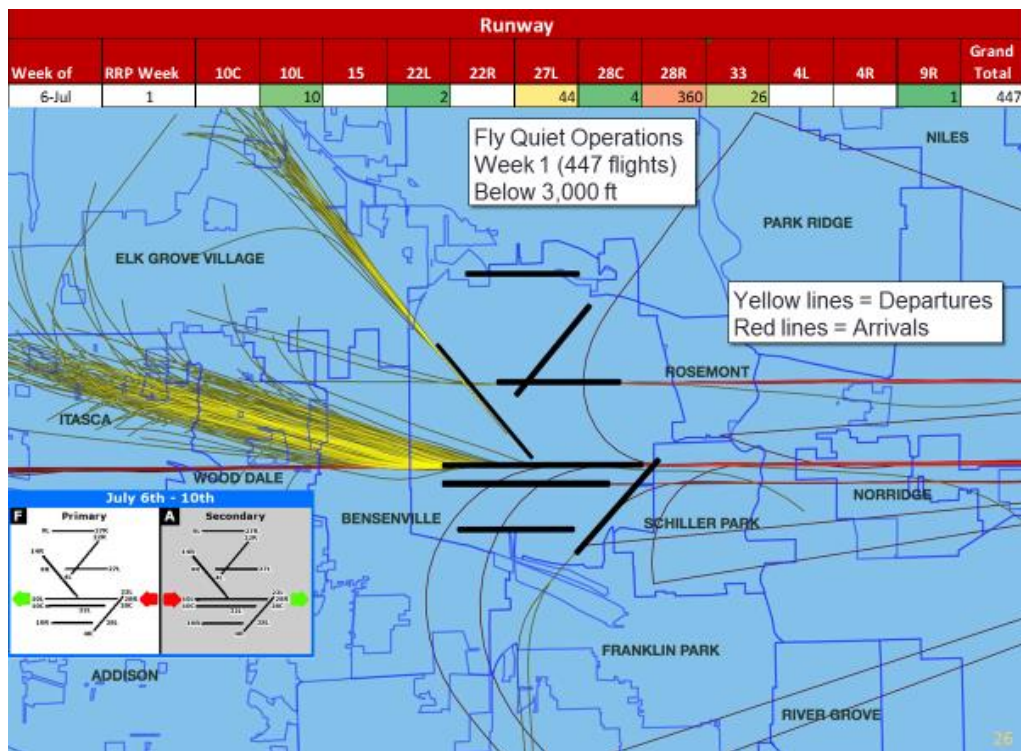 Runway
Week of RRP Week 10C 10L 15 22L 22R 27L 28C 28R 33 4L 4R 9R Grand Total
6-Jul 1 10 2 44 4 360 26 1 447
Fly Quiet Operations
Week 1 (447 flights)
Below 3,000 ft
NILES
PARK RIDGE
ELK GROVE VILLAGE
Yellow lines = Departures
Red lines = Arrivals
ROSEMONT
ITASCA
WOOD DALE
NORRIDGE
July 6th - 10th
F Primary
A Secondary
BENSENVILLE
SCHILLER PARK
FRANKLIN PARK
ADDISON
RIVER GROVE
26